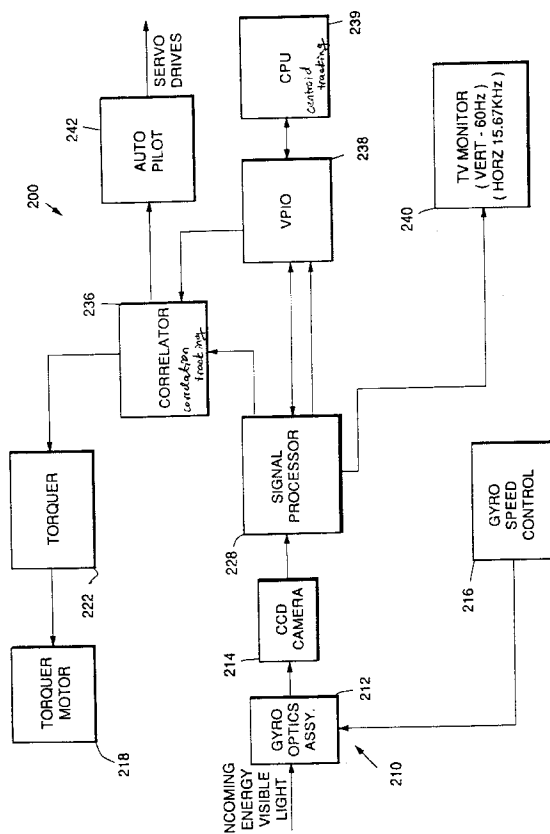 200
TORQUER
MOTOR
218
TORQUER
222
CORRELATOR
correlation
tracking
236
AUTO
PILOT
242
SERVO
DRIVES
NCOMING
ENERGY
VISIBLE
LIGHT
GYRO
OPTICS
ASSY.
212
210
CCD
CAMERA
214
SIGNAL
PROCESSOR
228
VPIO
238
CPU
centroid
tracking
239
GYRO
SPEED
CONTROL
216
TV MONITOR
( VERT - 60Hz )
( HORZ 15.67KHz )
240